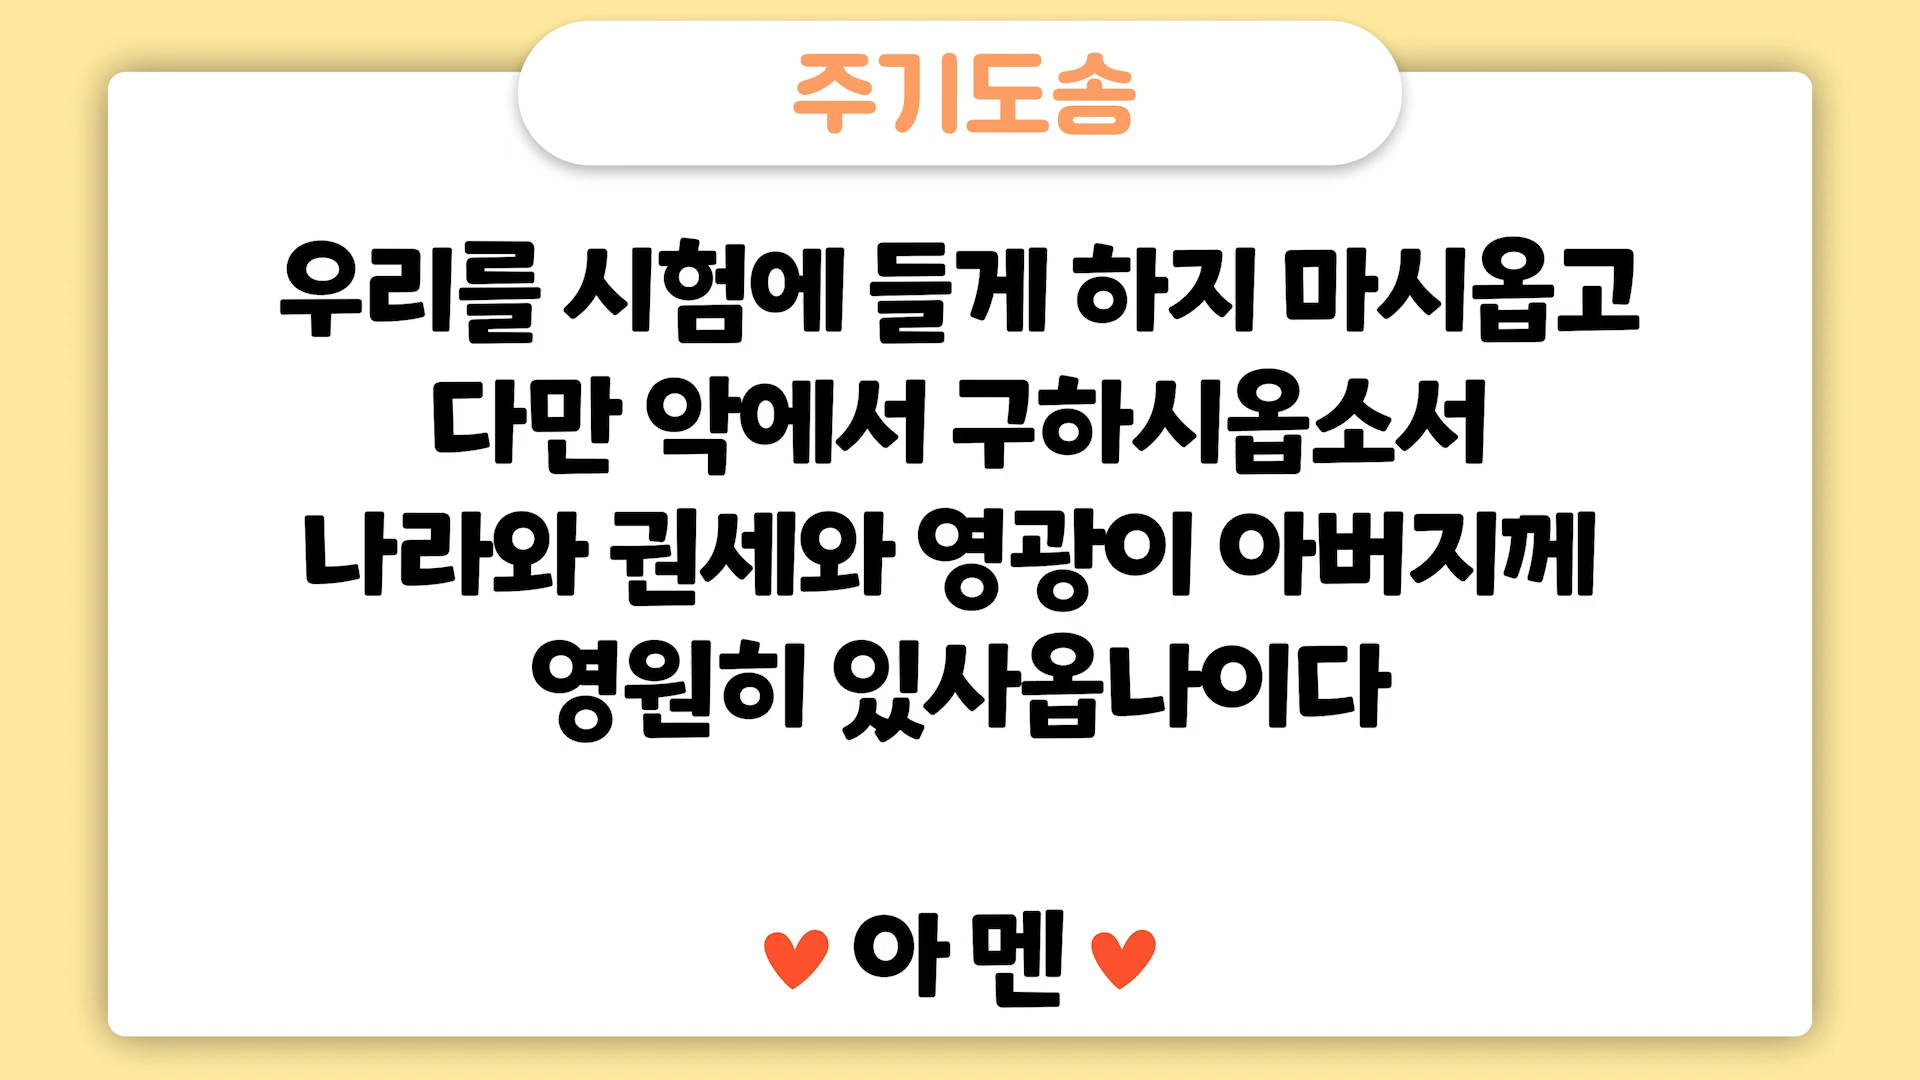 주기도송
우리를 시험에 들게 하지 마시옵고
다만 악에서 구하시옵소서
나라와 권세와 영광이 아버지께
영원히 있사옵나이다
♥ 아 멘 ♥